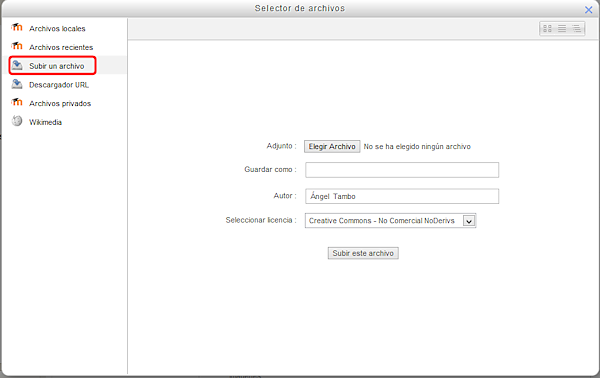 Selector de archivos
Archivos locales
Archivos recientes
Subir un archivo
Descargador URL
Archivos privados
Wikimedia
Adjunto : Elegir Archivo No se ha elegido ningún archivo
Guardar como :
Autor : Ángel Tambo
Seleccionar licencia : Creative Commons - No Comercial NoDerivs
Subir este archivo